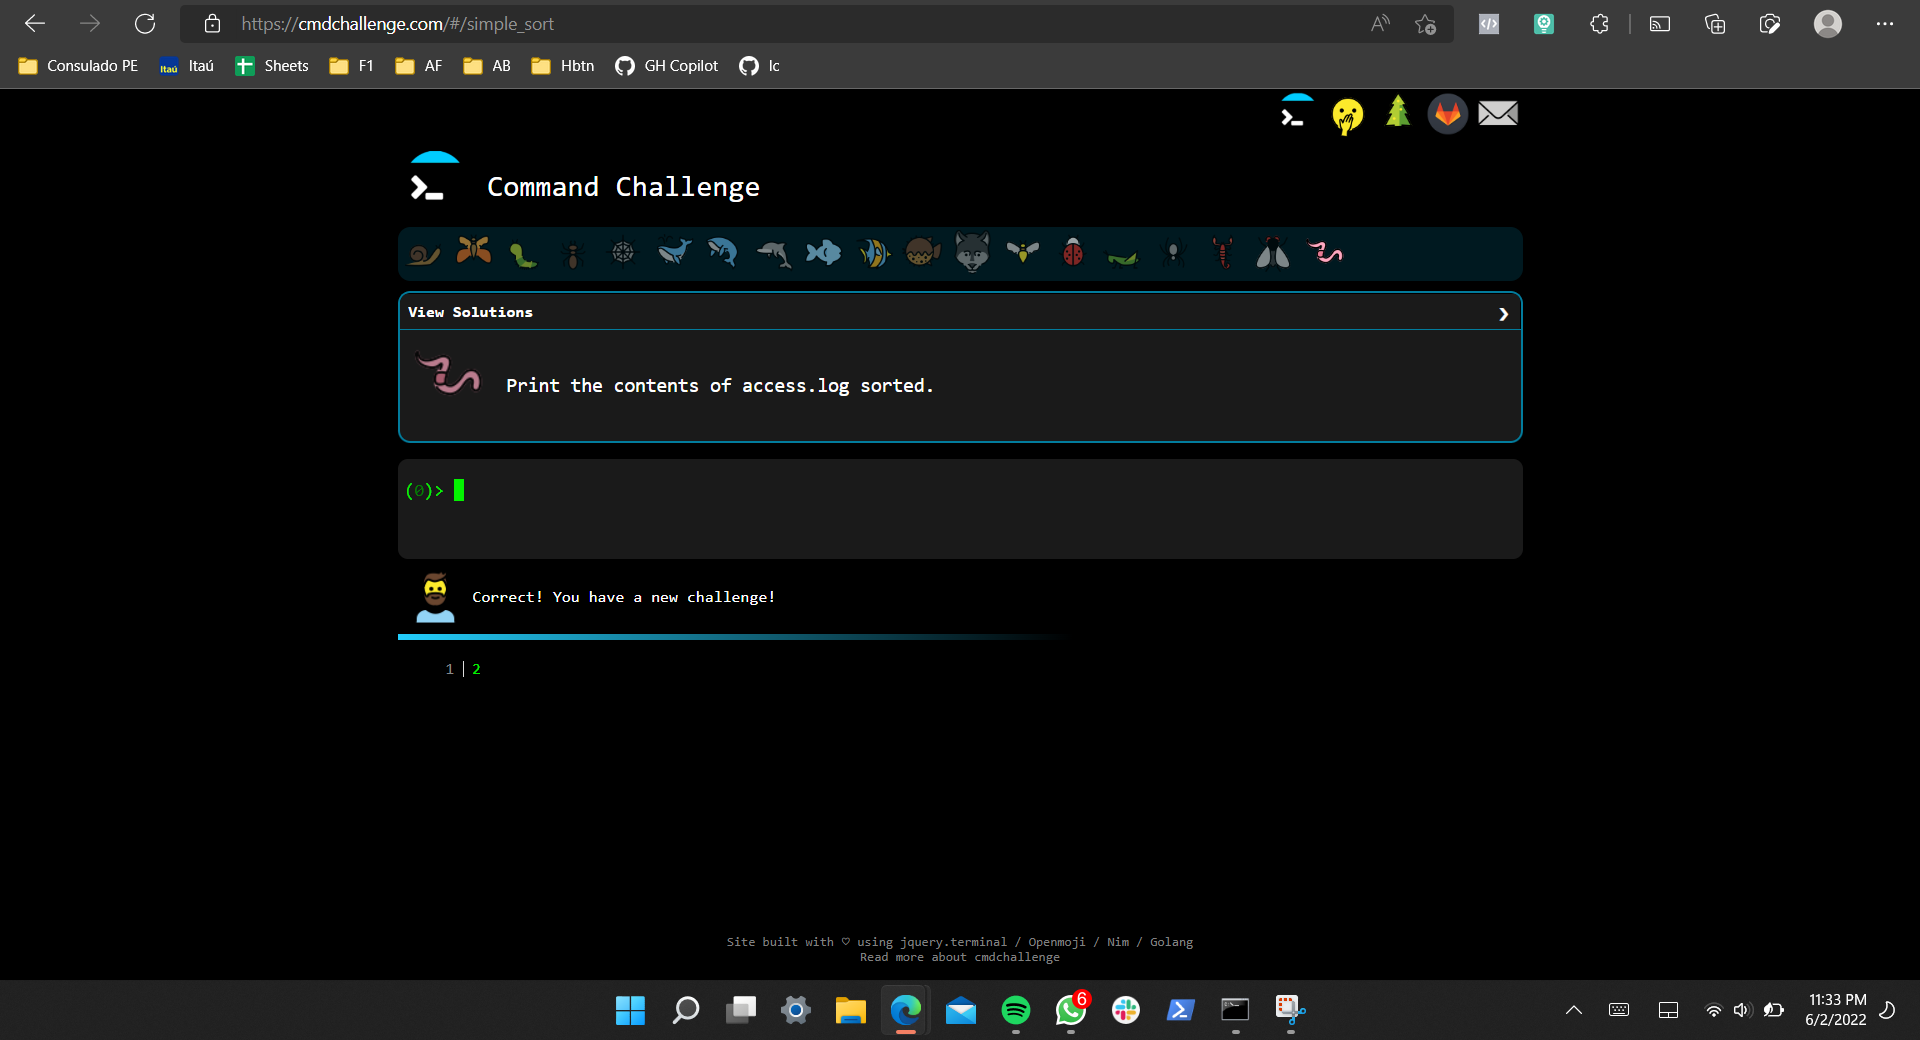 https://cmdchallenge.com/#/simple_sort
Consulado PE Itaú Itaú Sheets F1 AF AB Hbtn GH Copilot Ic
Command Challenge
View Solutions
Print the contents of access.log sorted.
(0)>
Correct! You have a new challenge!
1 | 2
Site built with ♡ using jquery.terminal / Openmoji / Nim / Golang
Read more about cmdchallenge
6
11:33 PM
6/2/2022